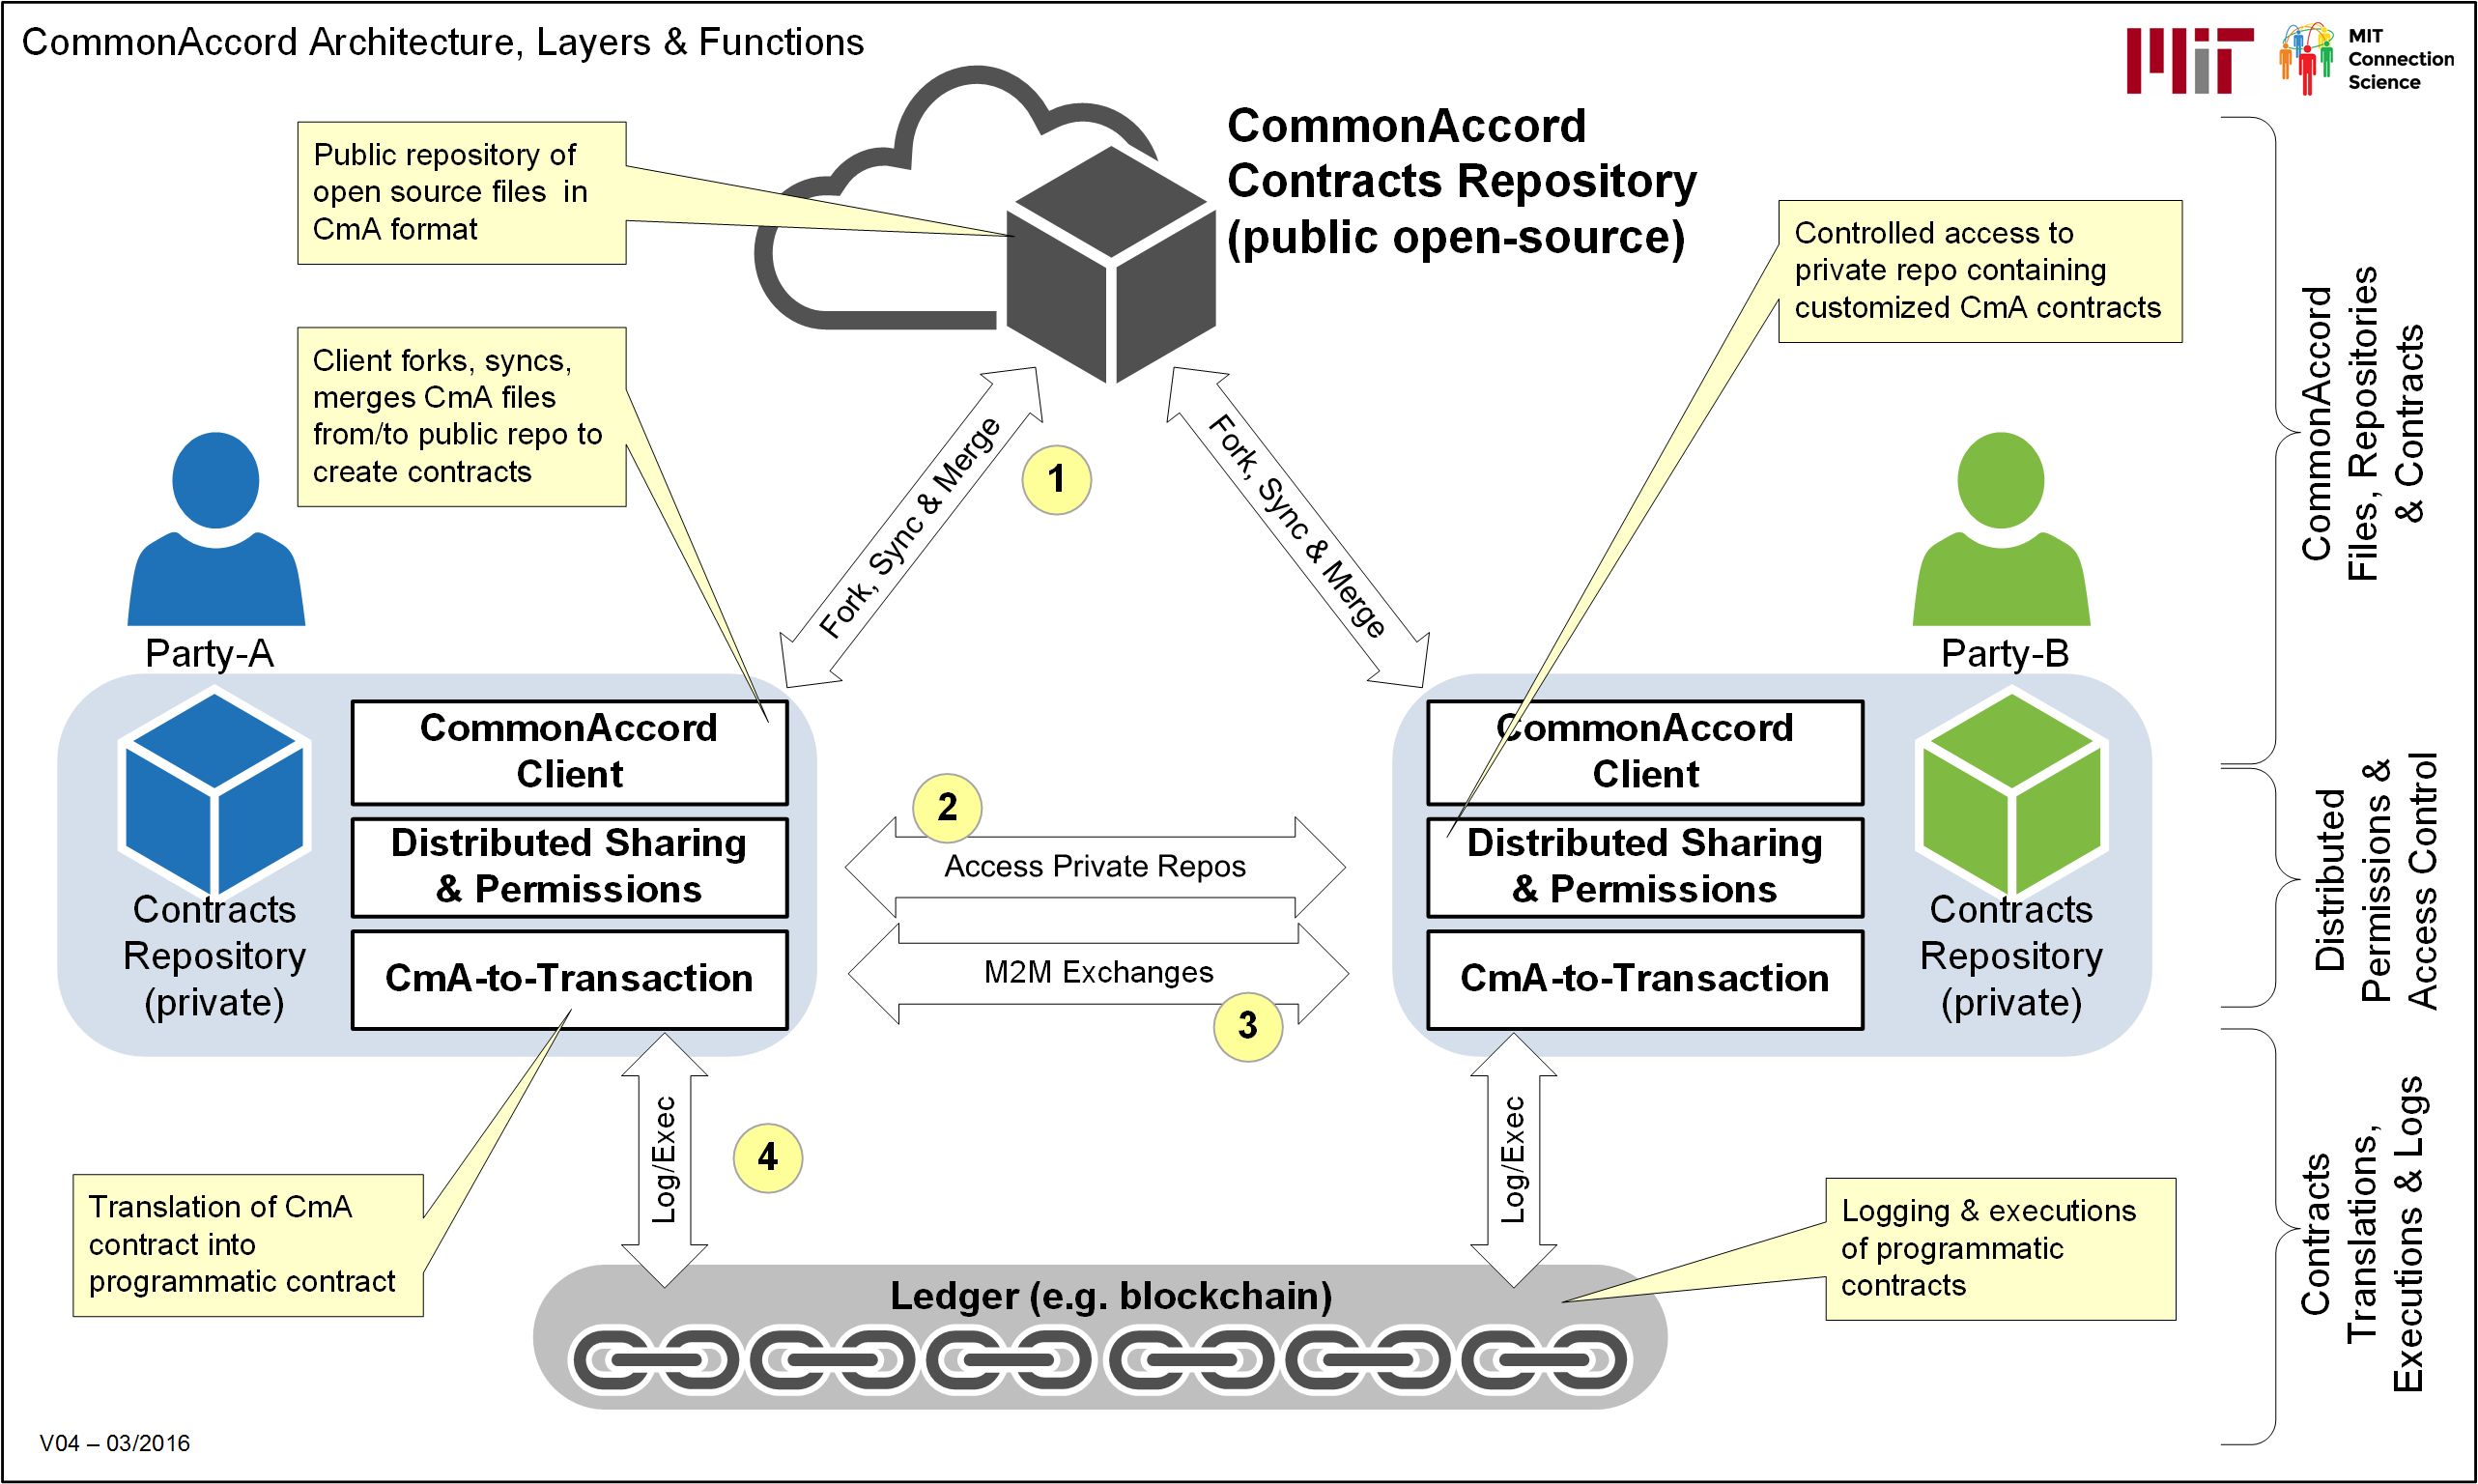 CommonAccord Architecture, Layers & Functions
MIT
MIT
Connection
Science
CommonAccord
Contracts Repository
(public open-source)
Public repository of
open source files in
CmA format
Controlled access to
private repo containing
customized CmA contracts
Client forks, syncs,
merges CmA files
from/to public repo to
create contracts
Fork, Sync & Merge
1
Fork, Sync & Merge
Party-A
Party-B
Contracts
Repository
(private)
CommonAccord
Client
Distributed Sharing
& Permissions
CmA-to-Transaction
2
Access Private Repos
M2M Exchanges
3
CommonAccord
Client
Distributed Sharing
& Permissions
CmA-to-Transaction
Contracts
Repository
(private)
Log/Exec
4
Log/Exec
Translation of CmA
contract into
programmatic contract
Logging & executions
of programmatic
contracts
Ledger (e.g. blockchain)
CommonAccord
Files, Repositories
& Contracts
Distributed
Permissions &
Access Control
Contracts
Translations,
Executions & Logs
V04 – 03/2016